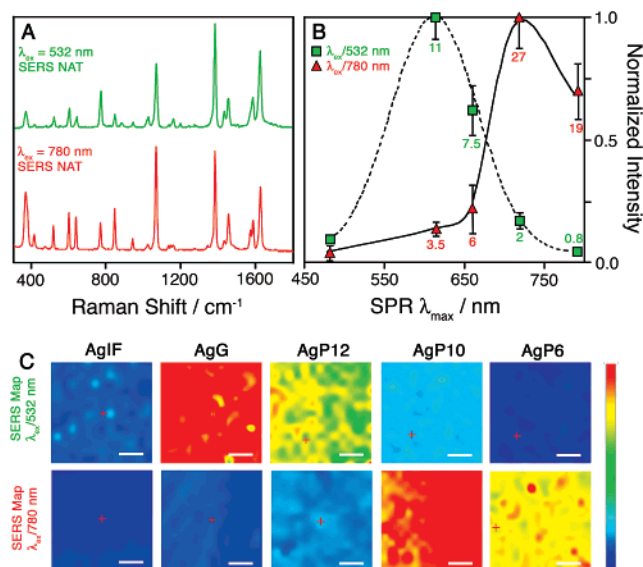 A
λex = 532 nm
SERS NAT
λex = 780 nm
SERS NAT
400 800 1200 1600
Raman Shift / cm-1
B
λex/532 nm
λex/780 nm
11
27
7.5
19
3.5
6
2
0.8
1.0
0.5
0.0
Normalized Intensity
450 550 650 750
SPR λmax / nm
C
AgIF AgG AgP12 AgP10 AgP6
SERS Map
λex/532 nm
SERS Map
λex/780 nm